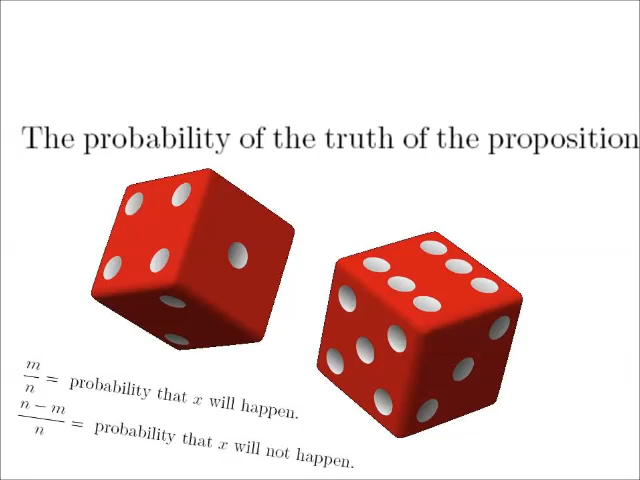 The probability of the truth of the proposition
m/n = probability that x will happen.
n − m/n = probability that x will not happen.